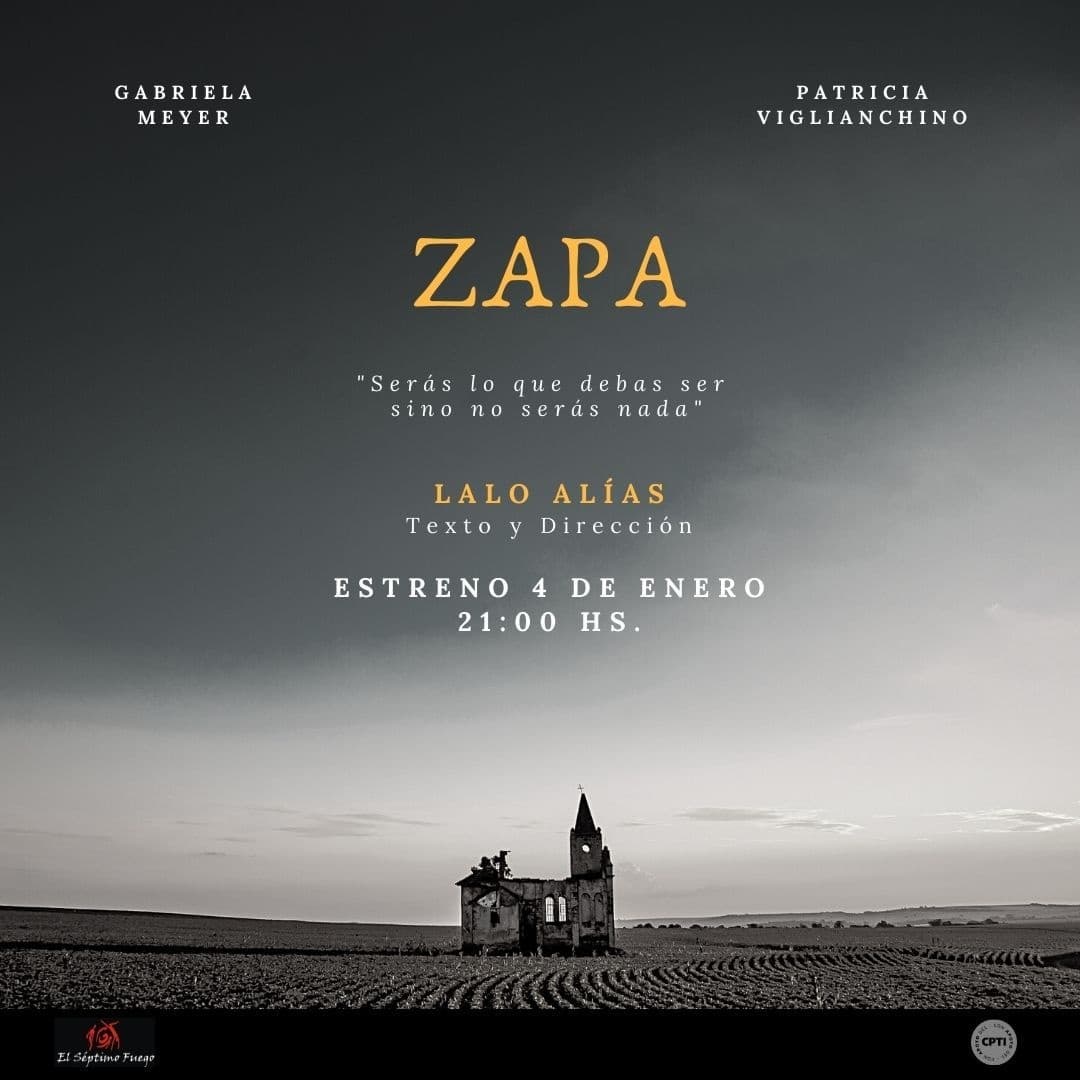 GABRIELA
MEYER
PATRICIA
VIGLIANCHINO
ZAPA
"Serás lo que debas ser
sino no serás nada"
LALO ALÍAS
Texto y Dirección
ESTRENO 4 DE ENERO
21:00 HS.
El Séptimo Fuego
CPTI